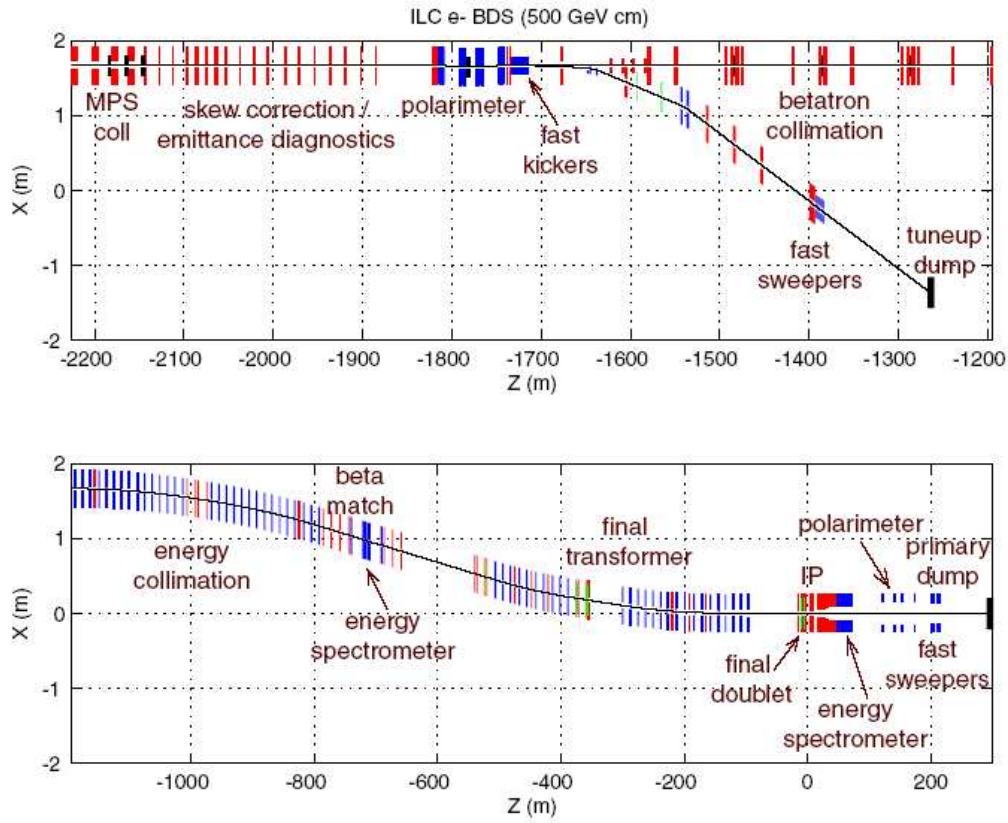 ILC e- BDS (500 GeV cm)
2
1
0
-1
-2
X (m)
MPS
coll
skew correction /
emittance diagnostics
polarimeter
fast
kickers
betatron
collimation
fast
sweepers
tuneup
dump
-2200 -2100 -2000 -1900 -1800 -1700 -1600 -1500 -1400 -1300 -1200
Z (m)
2
1
0
-1
-2
X (m)
energy
collimation
beta
match
energy
spectrometer
final
transformer
IP
polarimeter
primary
dump
final
doublet
energy
spectrometer
fast
sweepers
-1000 -800 -600 -400 -200 0 200
Z (m)